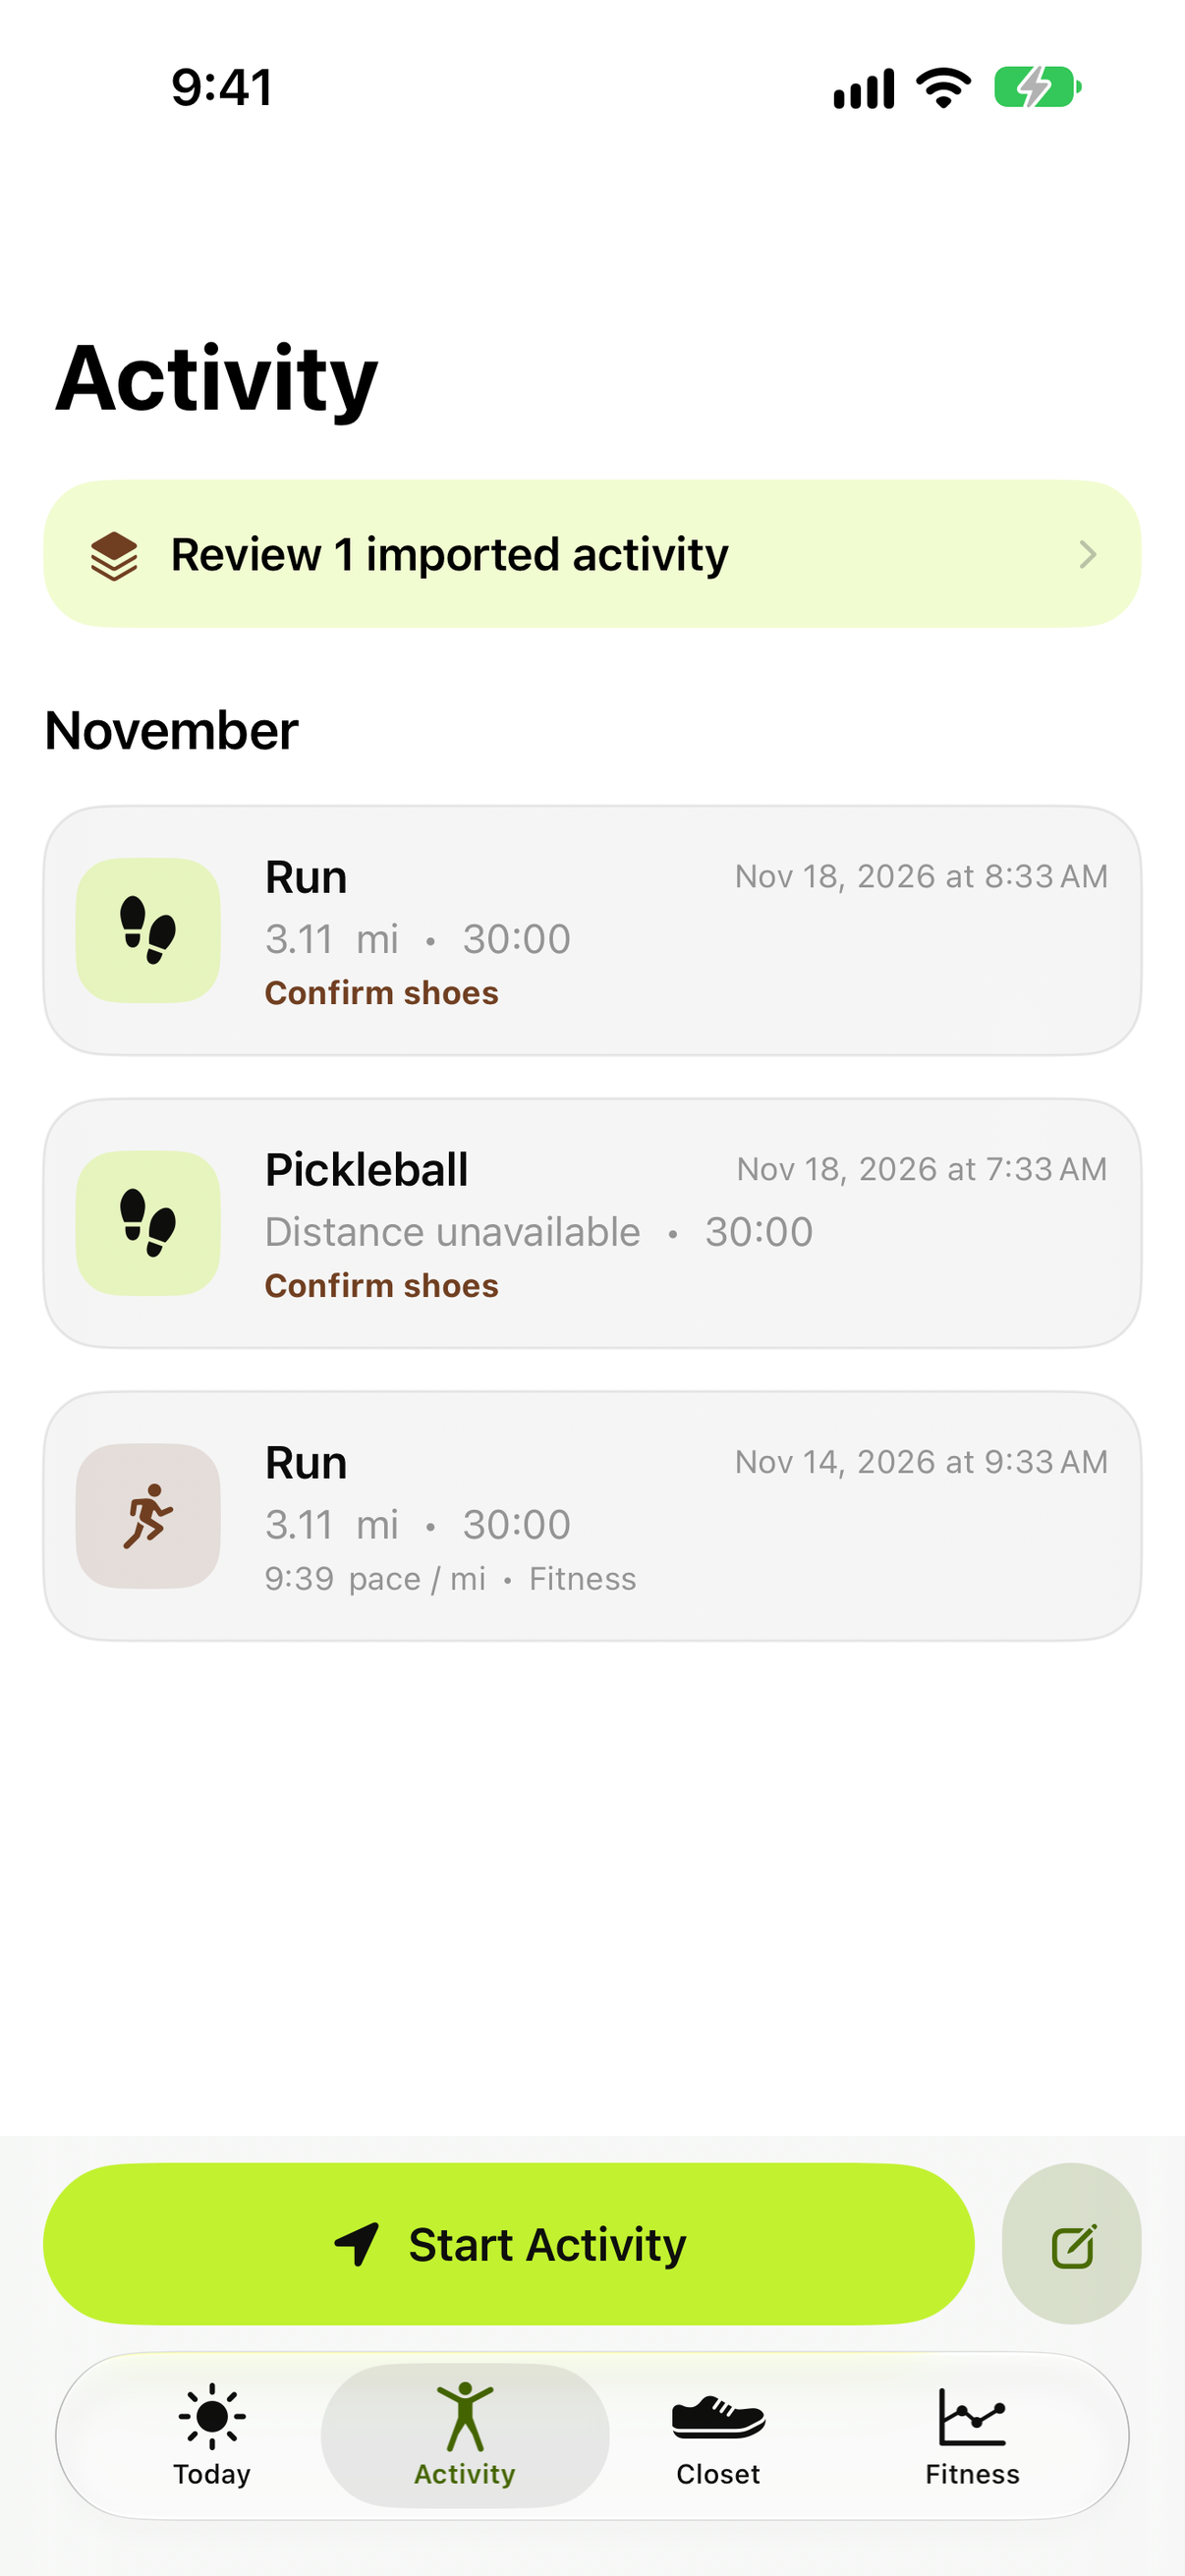 9:41
Activity
Review 1 imported activity
November
Run
Nov 18, 2026 at 8:33 AM
3.11 mi • 30:00
Confirm shoes
Pickleball
Nov 18, 2026 at 7:33 AM
Distance unavailable • 30:00
Confirm shoes
Run
Nov 14, 2026 at 9:33 AM
3.11 mi • 30:00
9:39 pace / mi • Fitness
Start Activity
Today
Activity
Closet
Fitness